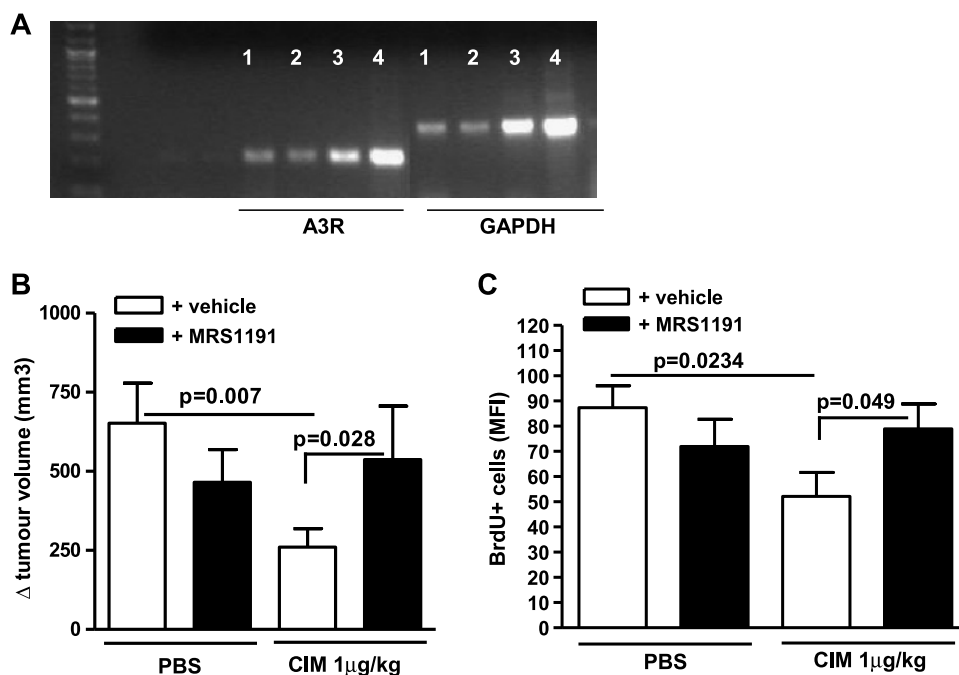 A
1 2 3 4 1 2 3 4
A3R GAPDH
B
+ vehicle
+ MRS1191
1000
750
500
250
0
Δ tumour volume (mm3)
p=0.007
p=0.028
PBS CIM 1μg/kg
C
+ vehicle
+ MRS1191
120
110
100
90
80
70
60
50
40
30
20
10
0
BrdU+ cells (MFI)
p=0.0234
p=0.049
PBS CIM 1μg/kg